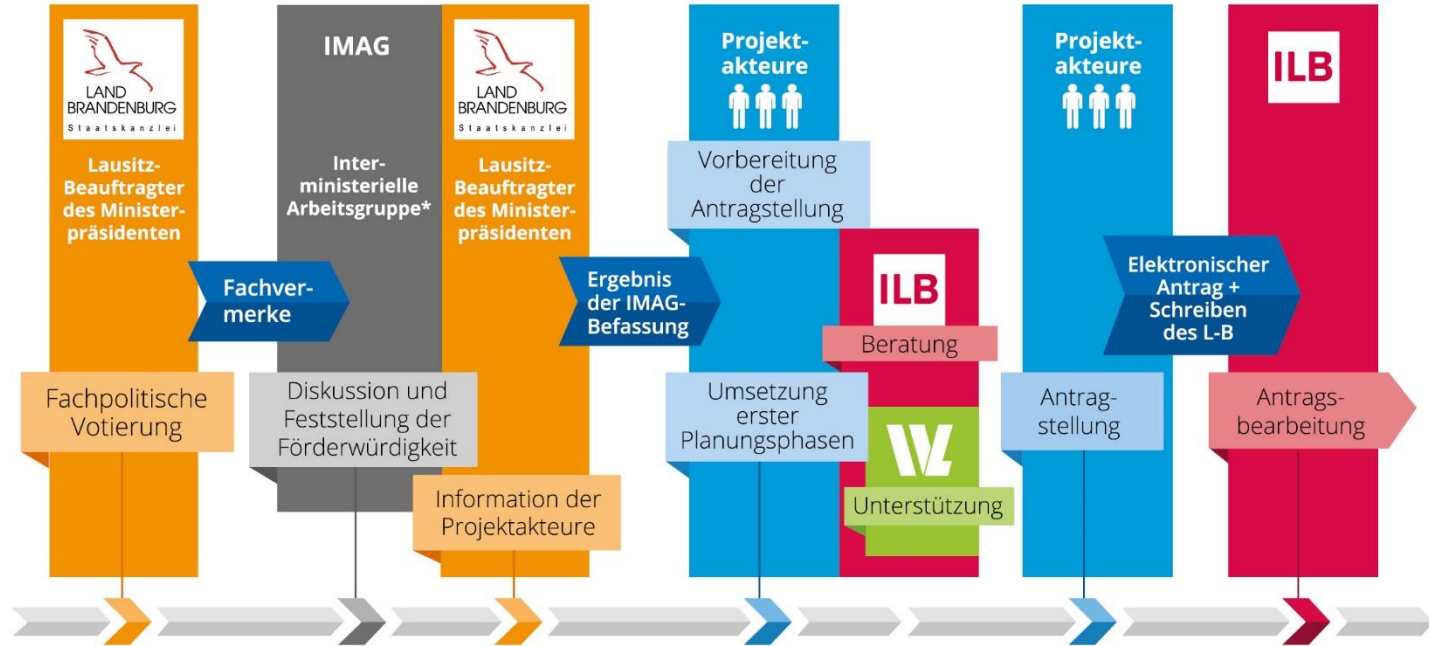 LAND
BRANDENBURG
Staatskanzlei
Lausitz-
Beauftragter
des Minister-
präsidenten
Fachpolitische
Votierung
Fachver-
merke
IMAG
Inter-
ministerielle
Arbeitsgruppe*
Diskussion und
Feststellung der
Förderwürdigkeit
LAND
BRANDENBURG
Staatskanzlei
Lausitz-
Beauftragter
des Minister-
präsidenten
Information der
Projektakteure
Ergebnis
der IMAG-
Befassung
Projekt-
akteure
Vorbereitung
der
Antragstellung
Umsetzung
erster
Planungsphasen
ILB
Beratung
WL
Unterstützung
Projekt-
akteure
Antrag-
stellung
Elektronischer
Antrag +
Schreiben
des L-B
ILB
Antrags-
bearbeitung